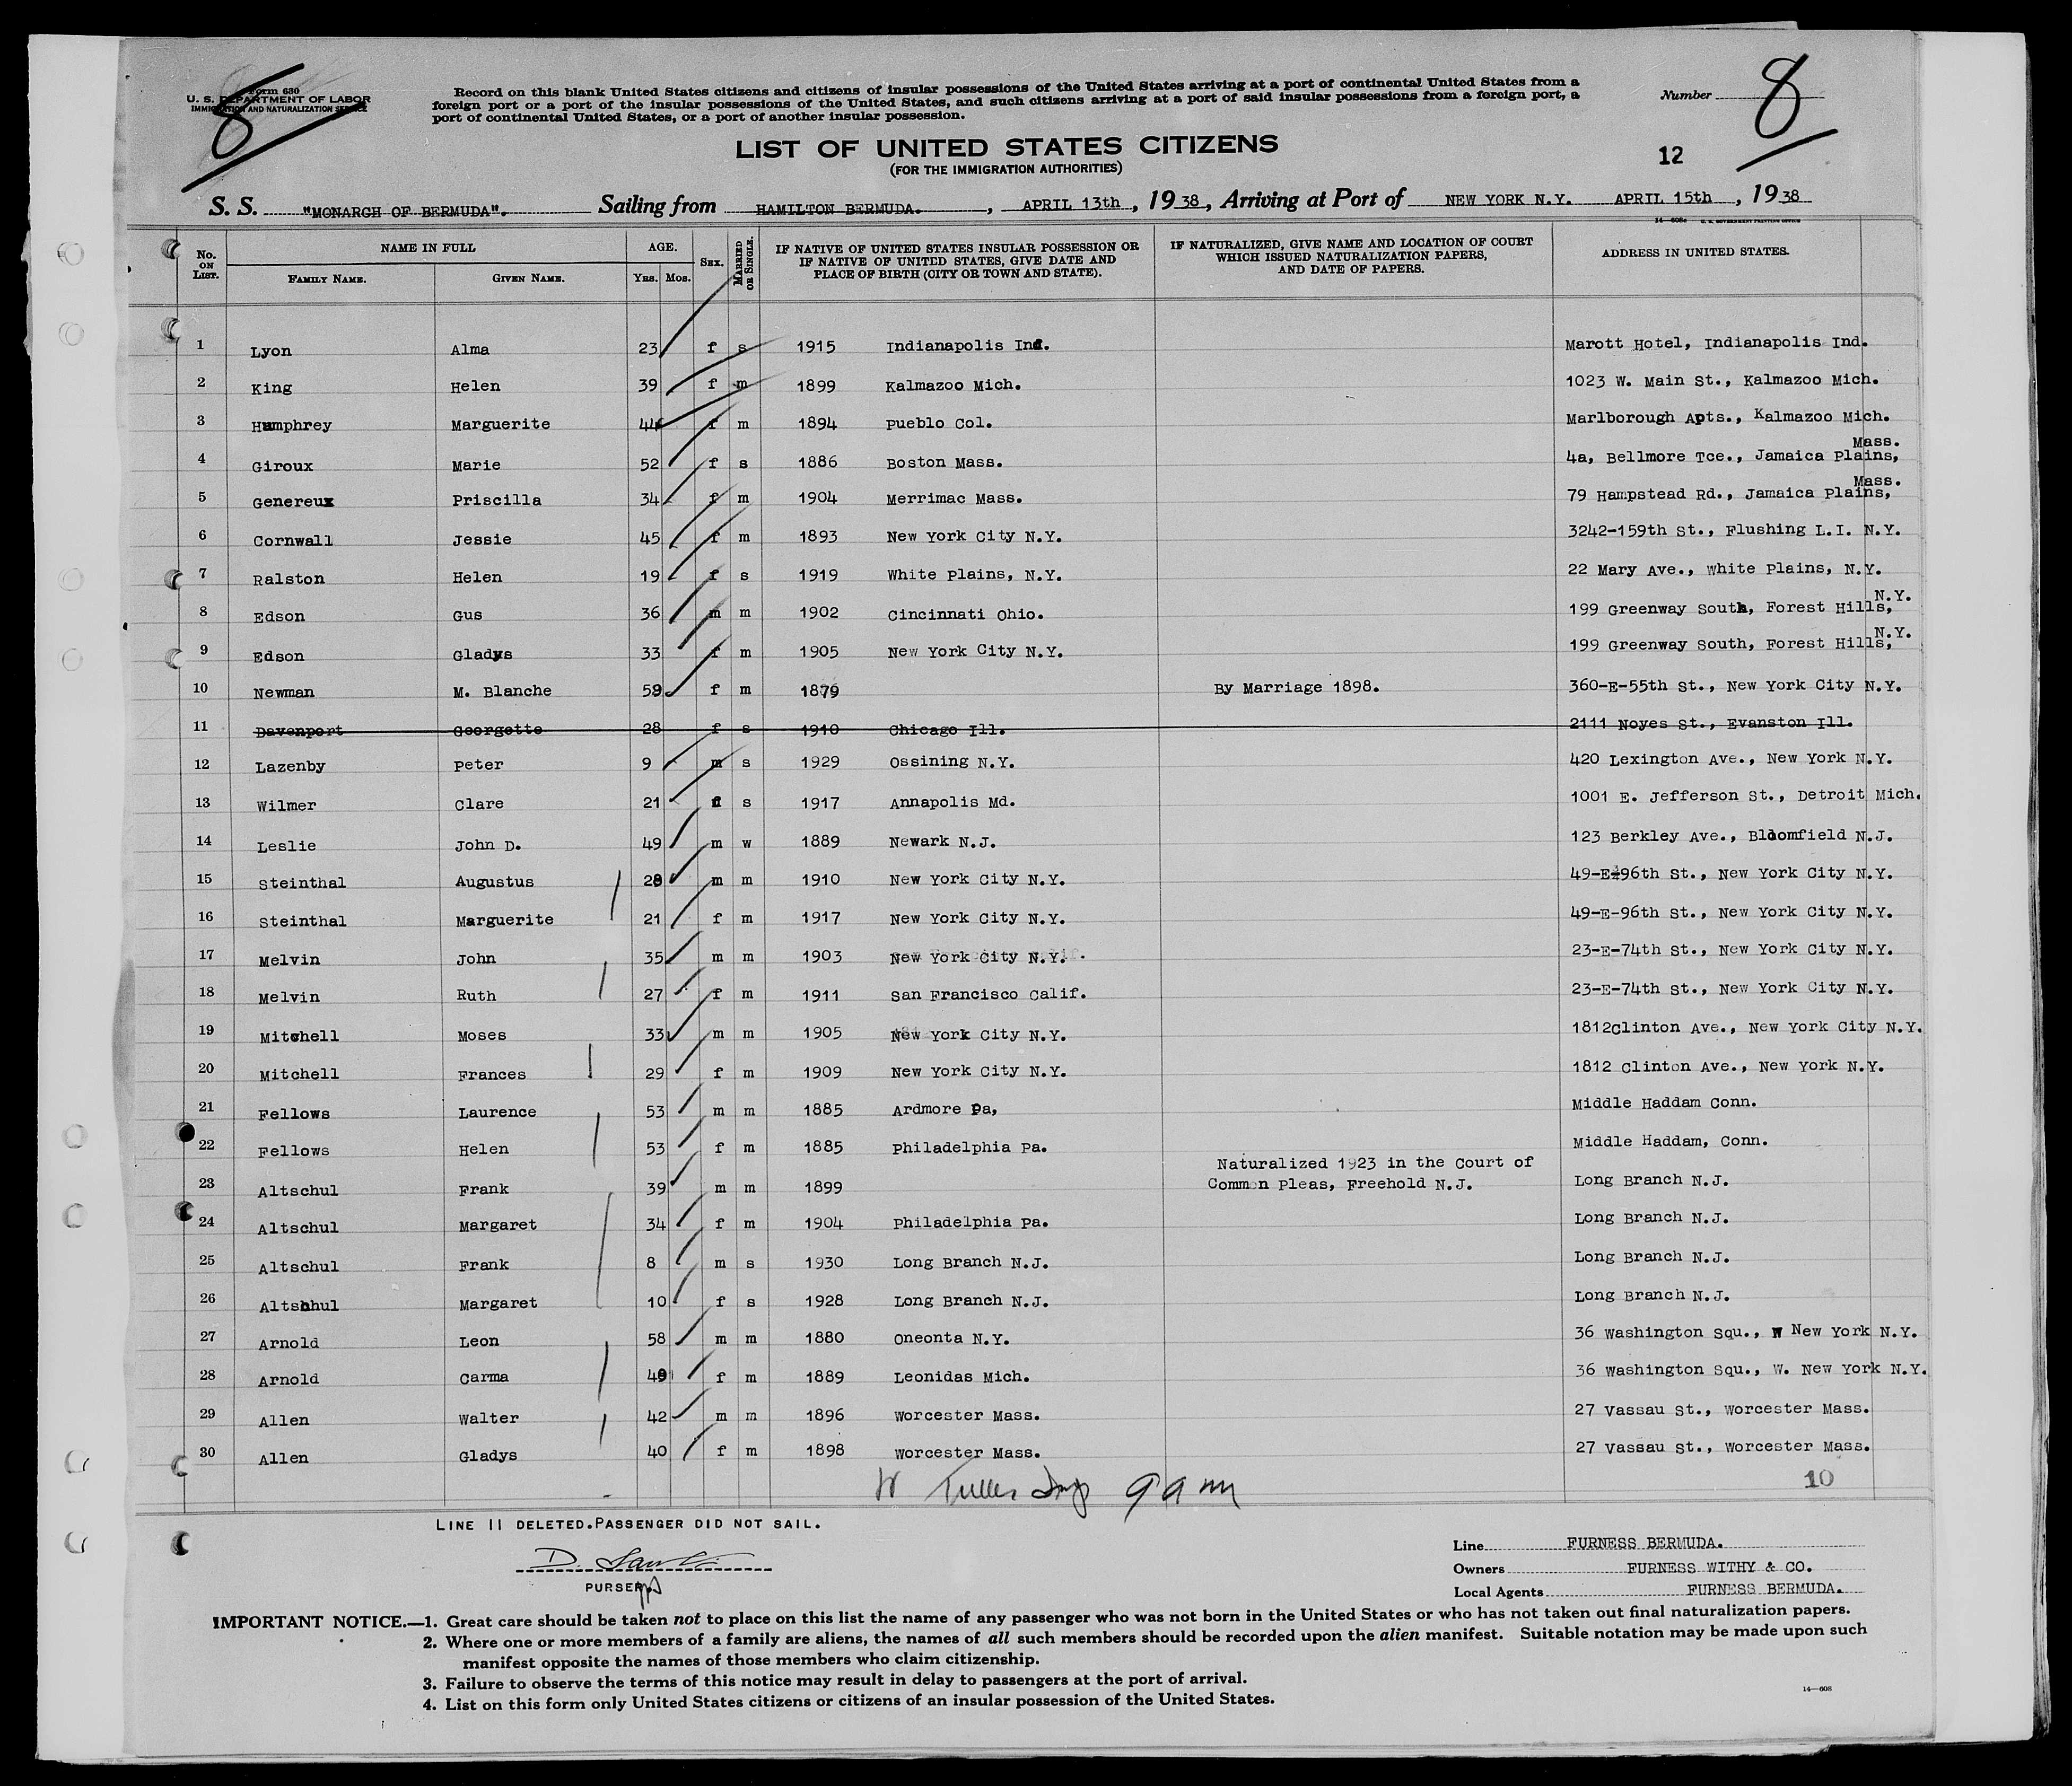 8
Form 630
U. S. DEPARTMENT OF LABOR
IMMIGRATION AND NATURALIZATION SERVICE
Record on this blank United States citizens and citizens of insular possessions of the United States arriving at a port of continental United States from a
foreign port or a port of the insular possessions of the United States, and such citizens arriving at a port of said insular possessions from a foreign port, a
port of continental United States, or a port of another insular possession.
Number 8
LIST OF UNITED STATES CITIZENS
(FOR THE IMMIGRATION AUTHORITIES)
12
S. S. "MONARCH OF BERMUDA". Sailing from HAMILTON BERMUDA., APRIL 13th, 1938, Arriving at Port of NEW YORK N.Y. APRIL 15th, 1938
No. ON LIST. NAME IN FULL FAMILY NAME. GIVEN NAME. AGE. YRS. MOS. SEX. MARRIED OR SINGLE. IF NATIVE OF UNITED STATES INSULAR POSSESSION OR IF NATIVE OF UNITED STATES, GIVE DATE AND PLACE OF BIRTH (CITY OR TOWN AND STATE). IF NATURALIZED, GIVE NAME AND LOCATION OF COURT WHICH ISSUED NATURALIZATION PAPERS, AND DATE OF PAPERS. ADDRESS IN UNITED STATES.
1 Lyon Alma 23 f s 1915 Indianapolis Ind. Marott Hotel, Indianapolis Ind.
2 King Helen 39 f m 1899 Kalmazoo Mich. 1023 W. Main St., Kalmazoo Mich.
3 Humphrey Marguerite 44 f m 1894 Pueblo Col. Marlborough Apts., Kalmazoo Mich.
4 Giroux Marie 52 f s 1886 Boston Mass. 4a, Bellmore Tce., Jamaica Plains, Mass.
5 Genereux Priscilla 34 f m 1904 Merrimac Mass. 79 Hampstead Rd., Jamaica Plains, Mass.
6 Cornwall Jessie 45 f m 1893 New York City N.Y. 3242-159th St., Flushing L.I. N.Y.
7 Ralston Helen 19 f s 1919 White Plains, N.Y. 22 Mary Ave., White Plains, N.Y.
8 Edson Gus 36 m m 1902 Cincinnati Ohio. 199 Greenway South, Forest Hills, N.Y.
9 Edson Gladys 33 f m 1905 New York City N.Y. 199 Greenway South, Forest Hills, N.Y.
10 Newman M. Blanche 59 f m 1879 By Marriage 1898. 360-E-55th St., New York City N.Y.
11 Davenport Georgette 28 f s 1910 Chicago Ill. 2111 Noyes St., Evanston Ill.
12 Lazenby Peter 9 m s 1929 Ossining N.Y. 420 Lexington Ave., New York N.Y.
13 Wilmer Clare 21 f s 1917 Annapolis Md. 1001 E. Jefferson St., Detroit Mich.
14 Leslie John D. 49 m w 1889 Newark N.J. 123 Berkley Ave., Bloomfield N.J.
15 Steinthal Augustus 28 m m 1910 New York City N.Y. 49-E-96th St., New York City N.Y.
16 Steinthal Marguerite 21 f m 1917 New York City N.Y. 49-E-96th St., New York City N.Y.
17 Melvin John 35 m m 1903 New York City N.Y. 23-E-74th St., New York City N.Y.
18 Melvin Ruth 27 f m 1911 San Francisco Calif. 23-E-74th St., New York City N.Y.
19 Mitchell Moses 33 m m 1905 New York City N.Y. 1812Clinton Ave., New York City N.Y.
20 Mitchell Frances 29 f m 1909 New York City N.Y. 1812 Clinton Ave., New York N.Y.
21 Fellows Laurence 53 m m 1885 Ardmore Pa, Middle Haddam Conn.
22 Fellows Helen 53 f m 1885 Philadelphia Pa. Middle Haddam, Conn.
23 Altschul Frank 39 m m 1899 Naturalized 1923 in the Court of Common Pleas, Freehold N.J. Long Branch N.J.
24 Altschul Margaret 34 f m 1904 Philadelphia Pa. Long Branch N.J.
25 Altschul Frank 8 m s 1930 Long Branch N.J. Long Branch N.J.
26 Altschul Margaret 10 f s 1928 Long Branch N.J. Long Branch N.J.
27 Arnold Leon 58 m m 1880 Oneonta N.Y. 36 Washington Squ., W New York N.Y.
28 Arnold Carma 49 f m 1889 Leonidas Mich. 36 Washington Squ., W. New York N.Y.
29 Allen Walter 42 m m 1896 Worcester Mass. 27 Vassau St., Worcester Mass.
30 Allen Gladys 40 f m 1898 Worcester Mass. 27 Vassau St., Worcester Mass.
10
LINE 11 DELETED.PASSENGER DID NOT SAIL.
PURSER
Line FURNESS BERMUDA.
Owners FURNESS WITHY & CO.
Local Agents FURNESS BERMUDA.
IMPORTANT NOTICE.—1. Great care should be taken not to place on this list the name of any passenger who was not born in the United States or who has not taken out final naturalization papers.
2. Where one or more members of a family are aliens, the names of all such members should be recorded upon the alien manifest. Suitable notation may be made upon such
manifest opposite the names of those members who claim citizenship.
3. Failure to observe the terms of this notice may result in delay to passengers at the port of arrival.
4. List on this form only United States citizens or citizens of an insular possession of the United States.
14—608